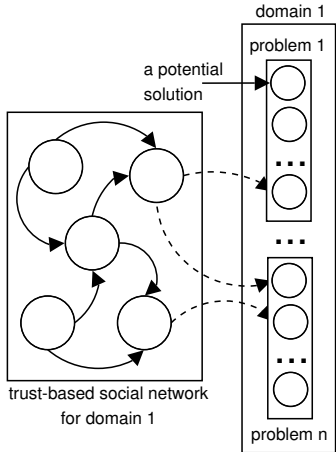 domain 1
problem 1
a potential
solution
...
...
...
trust-based social network
for domain 1
problem n